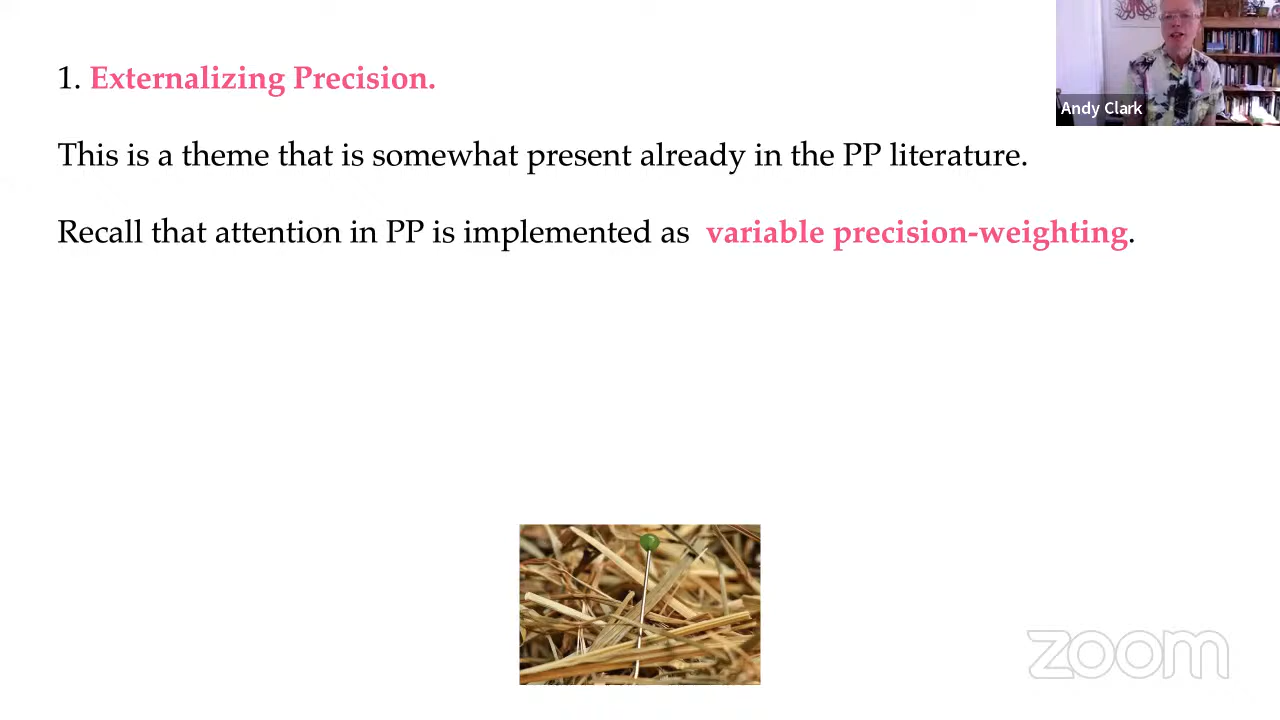 1. Externalizing Precision.
Andy Clark
This is a theme that is somewhat present already in the PP literature.
Recall that attention in PP is implemented as variable precision-weighting.
zoom